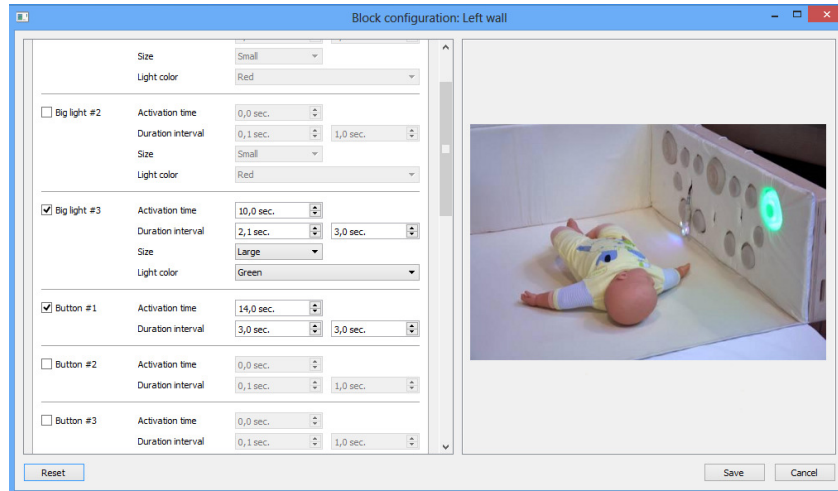 Block configuration: Left wall
Size Small
Light color Red
Big light #2 Activation time 0,0 sec.
Duration interval 0,1 sec. 1,0 sec.
Size Small
Light color Red
Big light #3 Activation time 10,0 sec.
Duration interval 2,1 sec. 3,0 sec.
Size Large
Light color Green
Button #1 Activation time 14,0 sec.
Duration interval 3,0 sec. 3,0 sec.
Button #2 Activation time 0,0 sec.
Duration interval 0,1 sec. 1,0 sec.
Button #3 Activation time 0,0 sec.
Duration interval 0,1 sec. 1,0 sec.
Reset Save Cancel